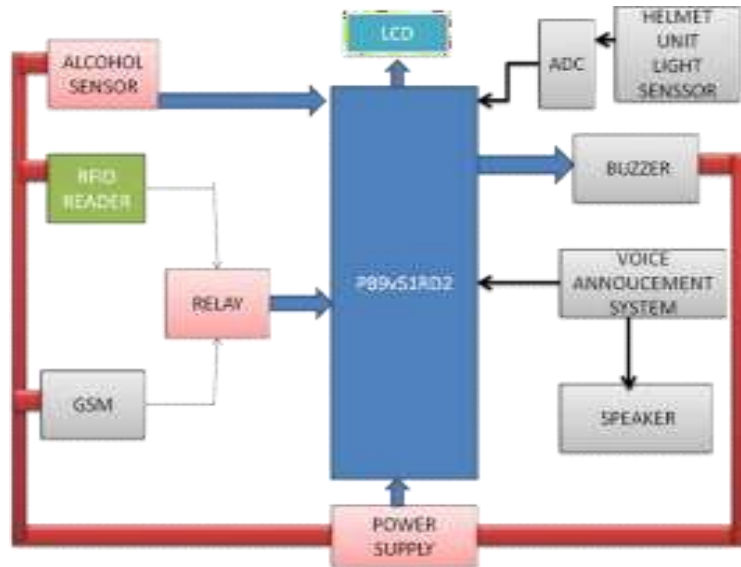 LCD
ALCOHOL
SENSOR
ADC
HELMET
UNIT
LIGHT
SENSSOR
RFID
READER
BUZZER
P89v51RD2
VOICE
ANNOUCEMENT
SYSTEM
RELAY
GSM
SPEAKER
POWER
SUPPLY